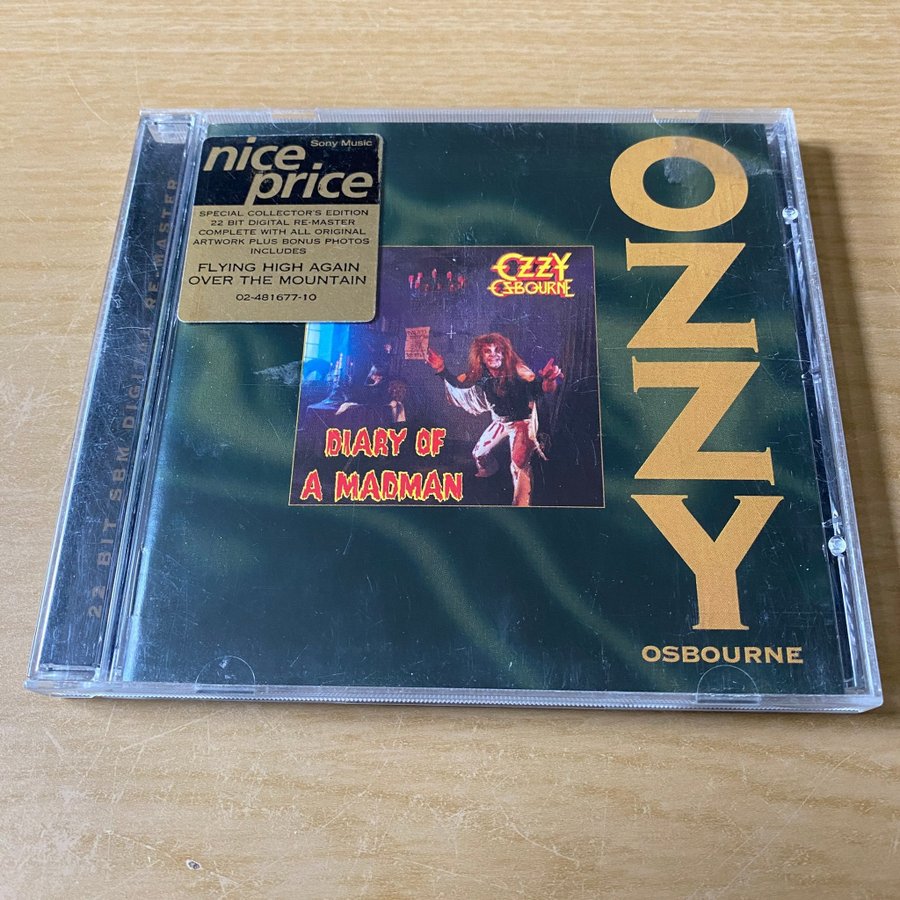 nice
price
Sony Music
SPECIAL COLLECTOR'S EDITION
22 BIT DIGITAL RE-MASTER
COMPLETE WITH ALL ORIGINAL
ARTWORK PLUS BONUS PHOTOS
INCLUDES
FLYING HIGH AGAIN
OVER THE MOUNTAIN
02-481677-10
OZZY
OSBOURNE
DIARY OF
A MADMAN
OZZY
OSBOURNE
22 BIT SBM DIGITAL RE-MASTER